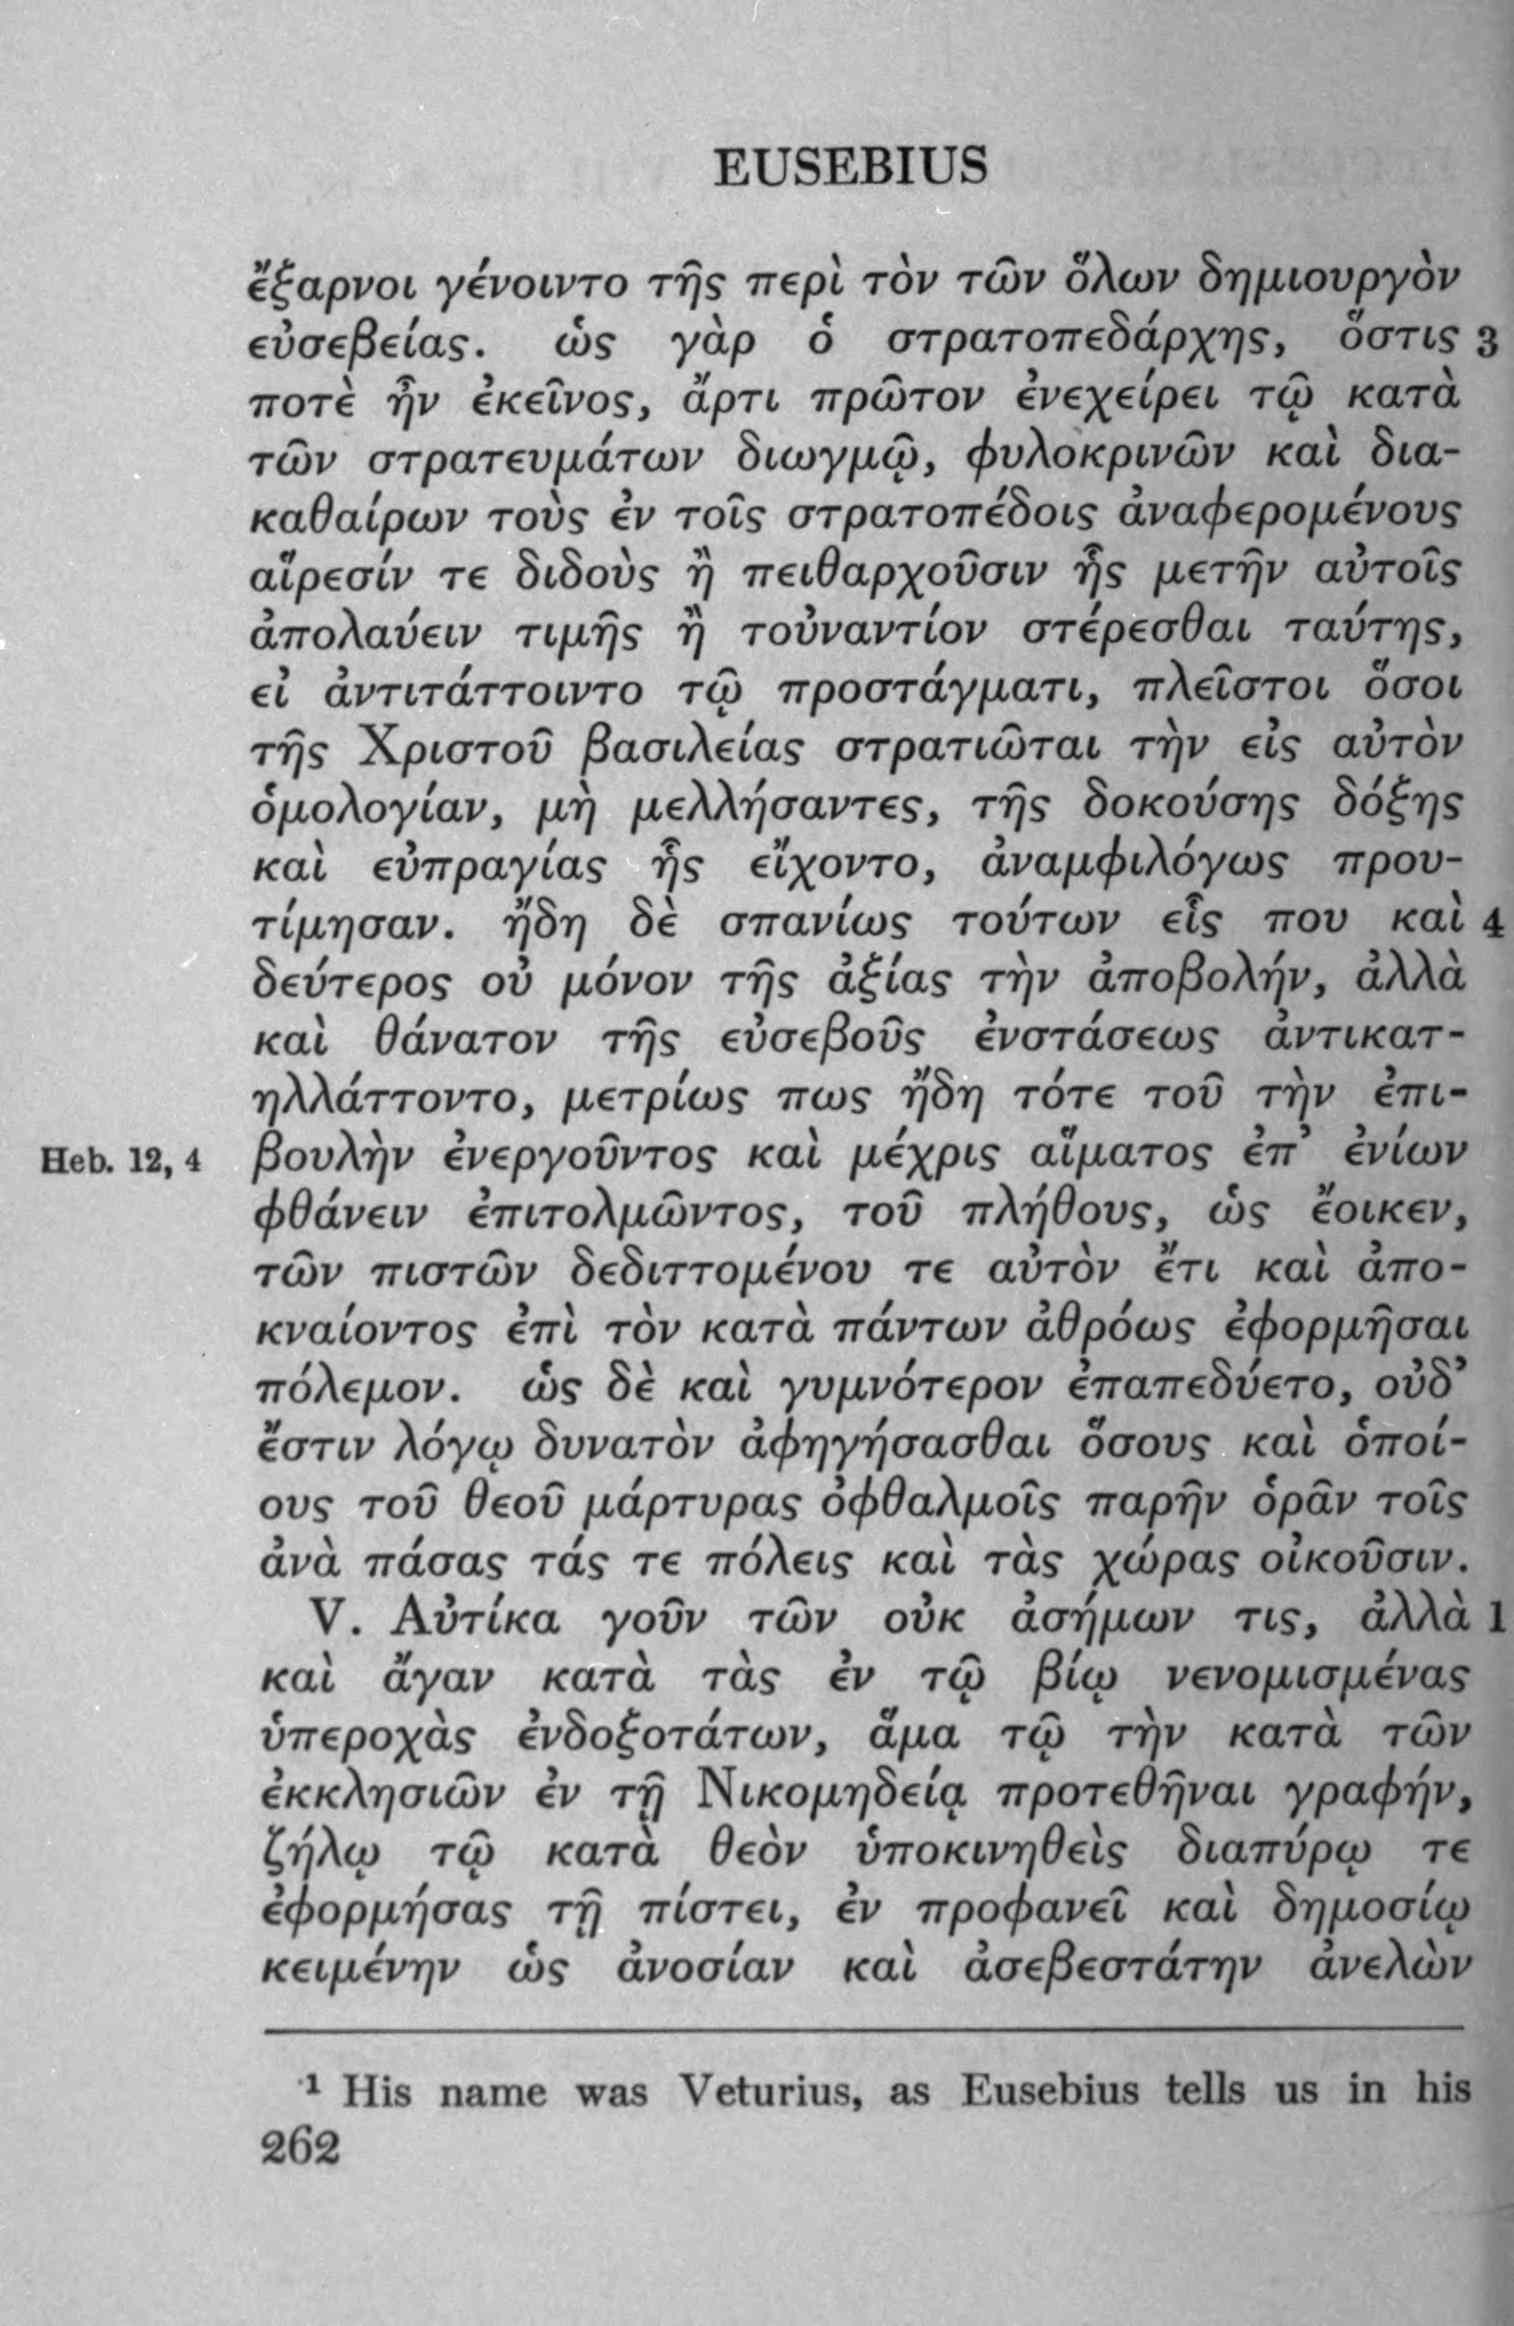 EUSEBIUS
ἔξαρνοι γένοιντο τῆς περὶ τὸν τῶν ὅλων δημιουργὸν
εὐσεβείας. ὡς γὰρ ὁ στρατοπεδάρχης, ὅστις 3
ποτὲ ἦν ἐκεῖνος, ἄρτι πρῶτον ἐνεχείρει τῷ κατὰ
τῶν στρατευμάτων διωγμῷ, φυλοκρινῶν καὶ δια-
καθαίρων τοὺς ἐν τοῖς στρατοπέδοις ἀναφερομένους
αἵρεσίν τε διδοὺς ἢ πειθαρχοῦσιν ἧς μετῆν αὐτοῖς
ἀπολαύειν τιμῆς ἢ τοὐναντίον στέρεσθαι ταύτης,
εἰ ἀντιτάττοιντο τῷ προστάγματι, πλεῖστοι ὅσοι
τῆς Χριστοῦ βασιλείας στρατιῶται τὴν εἰς αὐτὸν
ὁμολογίαν, μὴ μελλήσαντες, τῆς δοκούσης δόξης
καὶ εὐπραγίας ἧς εἴχοντο, ἀναμφιλόγως πρου-
τίμησαν. ἤδη δὲ σπανίως τούτων εἷς που καὶ 4
δεύτερος οὐ μόνον τῆς ἀξίας τὴν ἀποβολήν, ἀλλὰ
καὶ θάνατον τῆς εὐσεβοῦς ἐνστάσεως ἀντικατ-
ηλλάττοντο, μετρίως πως ἤδη τότε τοῦ τὴν ἐπι-
Heb. 12, 4 βουλὴν ἐνεργοῦντος καὶ μέχρις αἵματος ἐπ’ ἐνίων
φθάνειν ἐπιτολμῶντος, τοῦ πλήθους, ὡς ἔοικεν,
τῶν πιστῶν δεδιττομένου τε αὐτὸν ἔτι καὶ ἀπο-
κναίοντος ἐπὶ τὸν κατὰ πάντων ἀθρόως ἐφορμῆσαι
πόλεμον. ὡς δὲ καὶ γυμνότερον ἐπαπεδύετο, οὐδ’
ἔστιν λόγῳ δυνατὸν ἀφηγήσασθαι ὅσους καὶ ὁποί-
ους τοῦ θεοῦ μάρτυρας ὀφθαλμοῖς παρῆν ὁρᾶν τοῖς
ἀνὰ πάσας τάς τε πόλεις καὶ τὰς χώρας οἰκοῦσιν.
V. Αὐτίκα γοῦν τῶν οὐκ ἀσήμων τις, ἀλλὰ 1
καὶ ἄγαν κατὰ τὰς ἐν τῷ βίῳ νενομισμένας
ὑπεροχὰς ἐνδοξοτάτων, ἅμα τῷ τὴν κατὰ τῶν
ἐκκλησιῶν ἐν τῇ Νικομηδείᾳ προτεθῆναι γραφήν,
ζήλῳ τῷ κατὰ θεὸν ὑποκινηθεὶς διαπύρῳ τε
ἐφορμήσας τῇ πίστει, ἐν προφανεῖ καὶ δημοσίῳ
κειμένην ὡς ἀνοσίαν καὶ ἀσεβεστάτην ἀνελὼν
¹ His name was Veturius, as Eusebius tells us in his
262